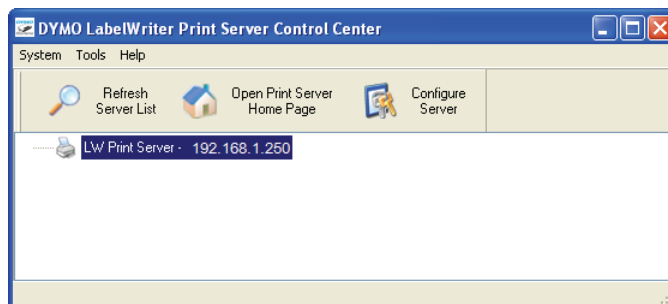 DYMO LabelWriter Print Server Control Center
System Tools Help
Refresh
Server List
Open Print Server
Home Page
Configure
Server
LW Print Server - 192.168.1.250